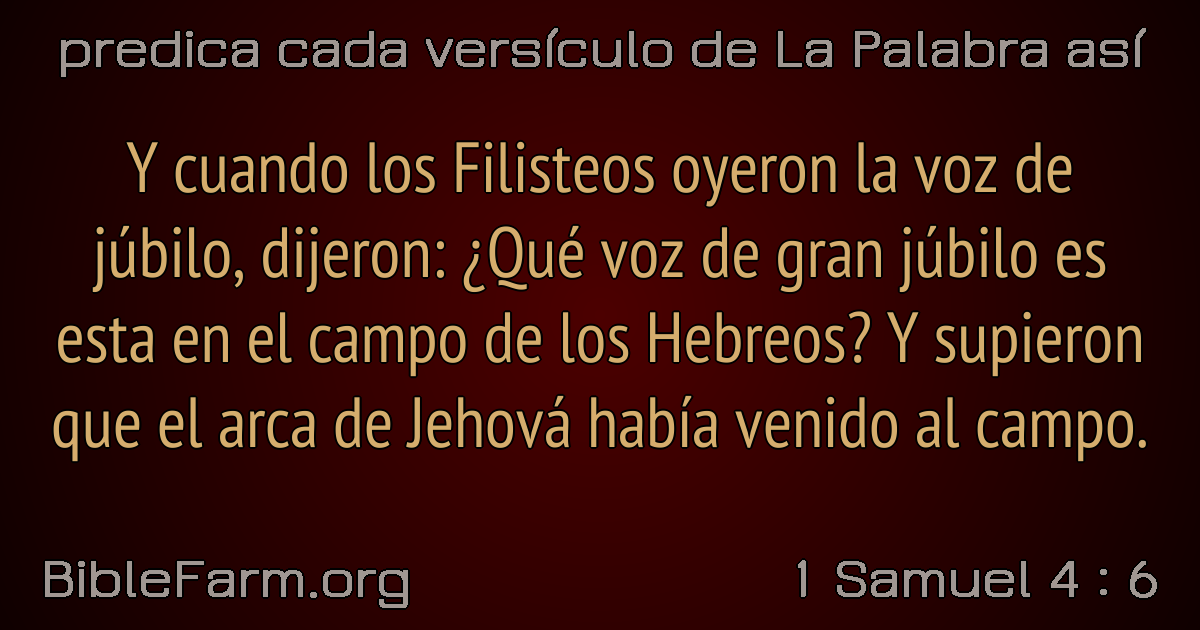 predica cada versículo de La Palabra así
Y cuando los Filisteos oyeron la voz de
júbilo, dijeron: ¿Qué voz de gran júbilo es
esta en el campo de los Hebreos? Y supieron
que el arca de Jehová había venido al campo.
BibleFarm.org
1 Samuel 4 : 6